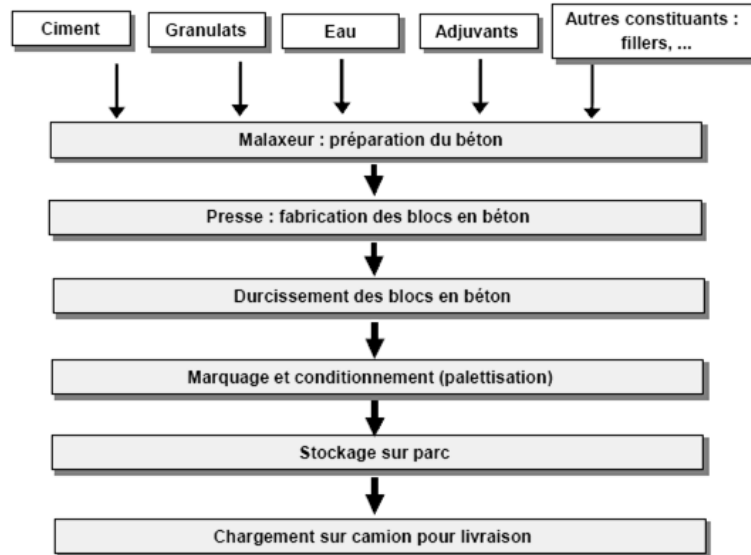 Ciment
Granulats
Eau
Adjuvants
Autres constituants :
fillers, ...
Malaxeur : préparation du béton
Presse : fabrication des blocs en béton
Durcissement des blocs en béton
Marquage et conditionnement (palettisation)
Stockage sur parc
Chargement sur camion pour livraison